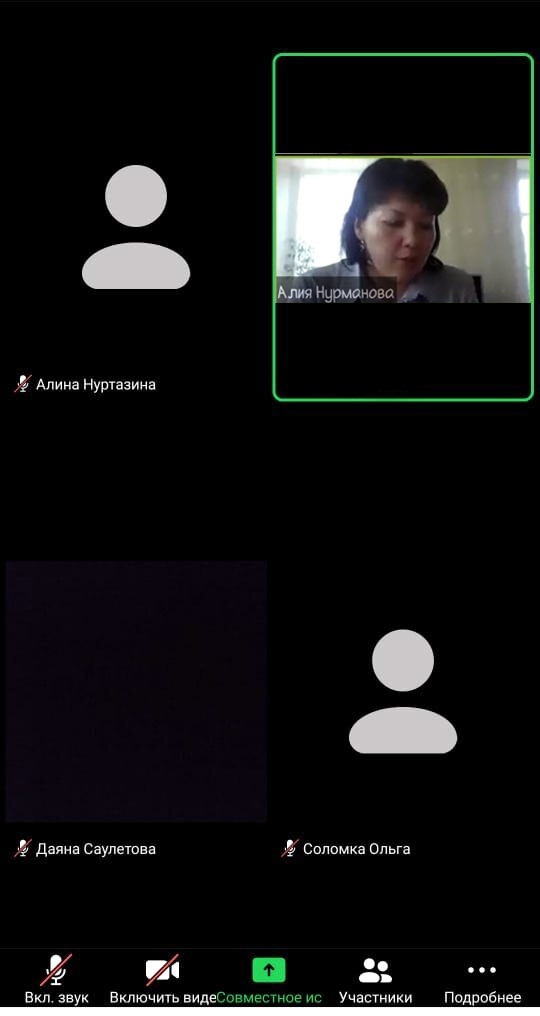 Алия Нурманова
Алина Нуртазина
Даяна Саулетова
Соломка Ольга
Вкл. звук
Включить виде
Совместное ис
Участники
Подробнее